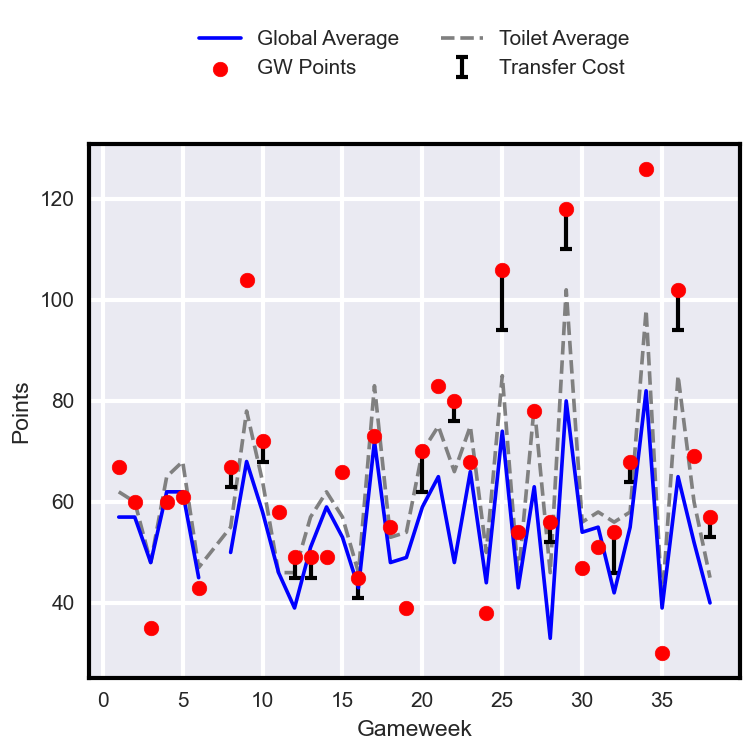 Global Average
Toilet Average
GW Points
Transfer Cost
120
100
80
60
40
Points
0 5 10 15 20 25 30 35
Gameweek